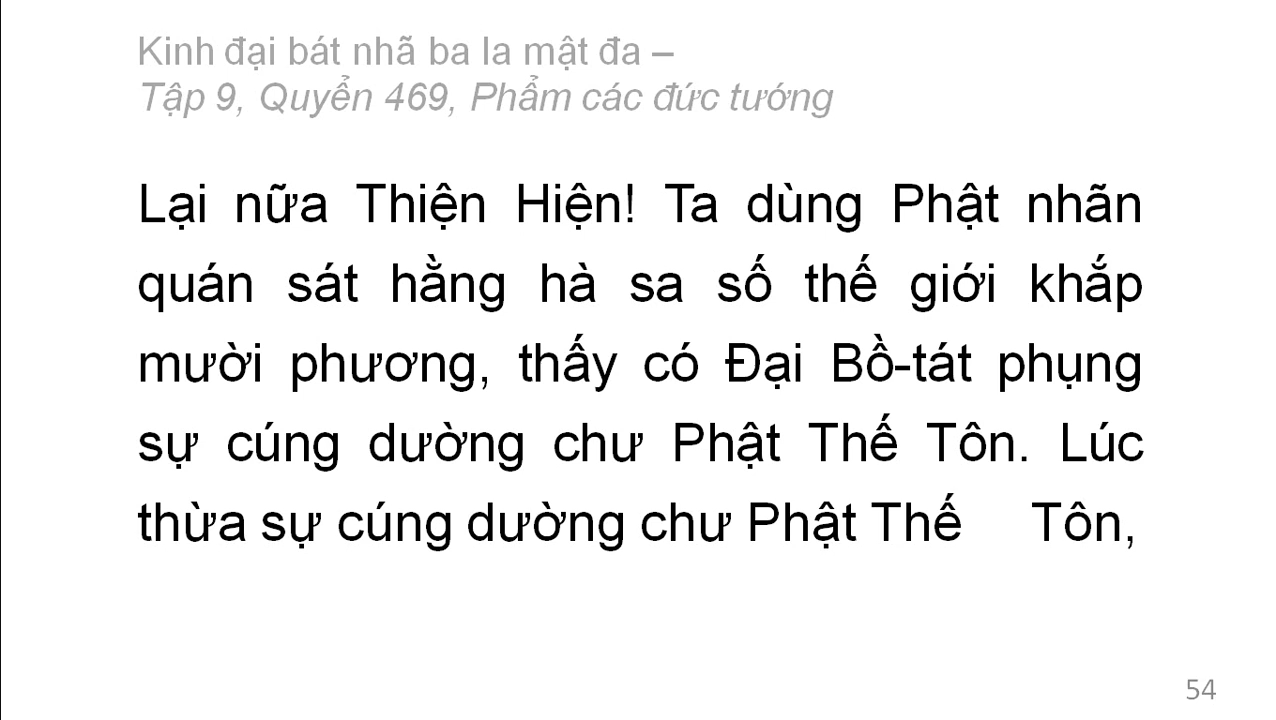 Kinh đại bát nhã ba la mật đa –
Tập 9, Quyển 469, Phẩm các đức tướng
Lại nữa Thiện Hiện! Ta dùng Phật nhãn
quán sát hằng hà sa số thế giới khắp
mười phương, thấy có Đại Bồ-tát phụng
sự cúng dường chư Phật Thế Tôn. Lúc
thừa sự cúng dường chư Phật Thế Tôn,
54